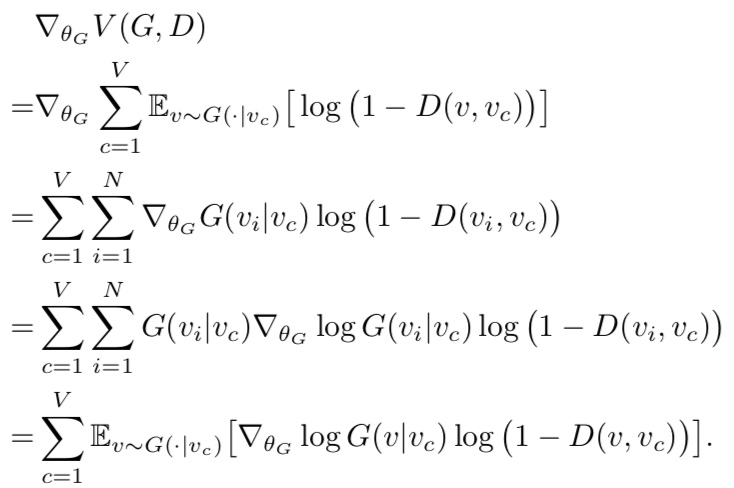 ∇_{θ_G} V(G, D)
=∇_{θ_G} ∑_{c=1}^{V} 𝔼_{v∼G(·|v_c)}[log(1 − D(v, v_c))]
=∑_{c=1}^{V} ∑_{i=1}^{N} ∇_{θ_G} G(v_i|v_c) log(1 − D(v_i, v_c))
=∑_{c=1}^{V} ∑_{i=1}^{N} G(v_i|v_c)∇_{θ_G} log G(v_i|v_c) log(1 − D(v_i, v_c))
=∑_{c=1}^{V} 𝔼_{v∼G(·|v_c)}[∇_{θ_G} log G(v|v_c) log(1 − D(v, v_c))].